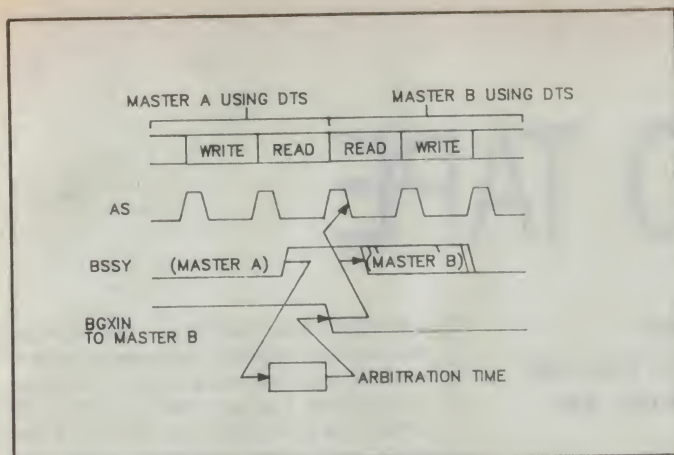 MASTER A USING DTS MASTER B USING DTS
WRITE READ READ WRITE
AS
BSSY (MASTER A) (MASTER B)
BGXIN
TO MASTER B
ARBITRATION TIME